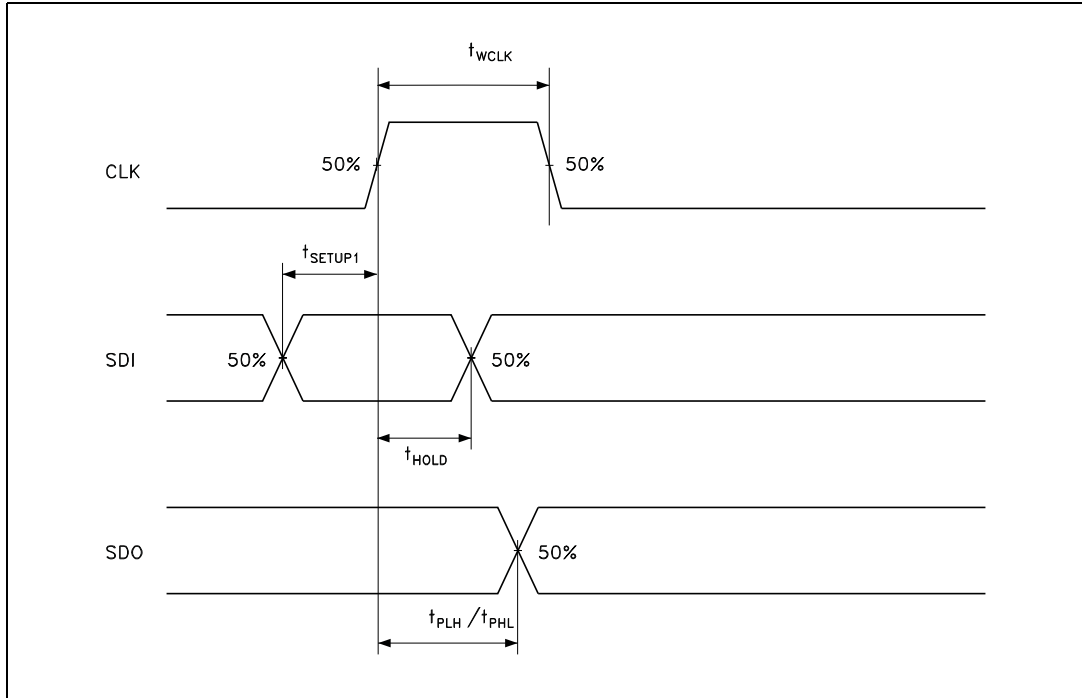 tWCLK
50%
50%
CLK
tSETUP1
50%
50%
SDI
tHOLD
50%
SDO
tPLH /tPHL